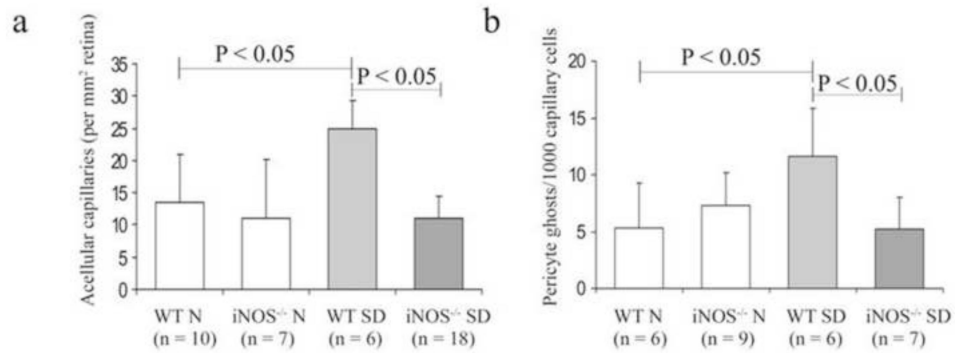 a
P < 0.05
P < 0.05
Acellular capillaries (per mm² retina)
35
30
25
20
15
10
5
0
WT N
(n = 10)
iNOS⁻/⁻ N
(n = 7)
WT SD
(n = 6)
iNOS⁻/⁻ SD
(n = 18)
b
P < 0.05
P < 0.05
Pericyte ghosts/1000 capillary cells
20
15
10
5
0
WT N
(n = 6)
iNOS⁻/⁻ N
(n = 9)
WT SD
(n = 6)
iNOS⁻/⁻ SD
(n = 7)